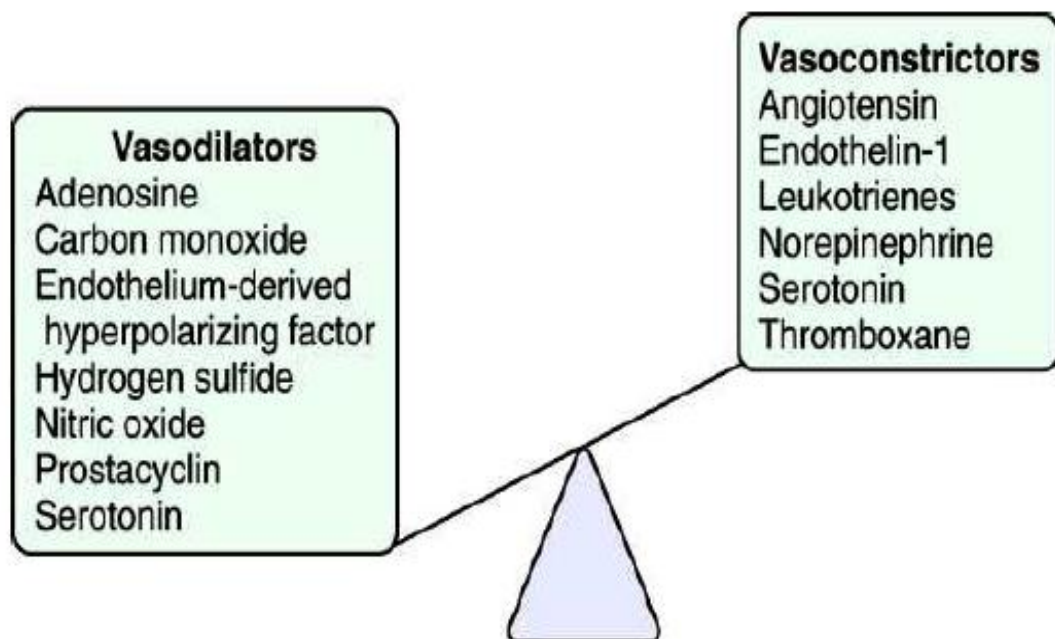 Vasodilators
Adenosine
Carbon monoxide
Endothelium-derived
hyperpolarizing factor
Hydrogen sulfide
Nitric oxide
Prostacyclin
Serotonin
Vasoconstrictors
Angiotensin
Endothelin-1
Leukotrienes
Norepinephrine
Serotonin
Thromboxane